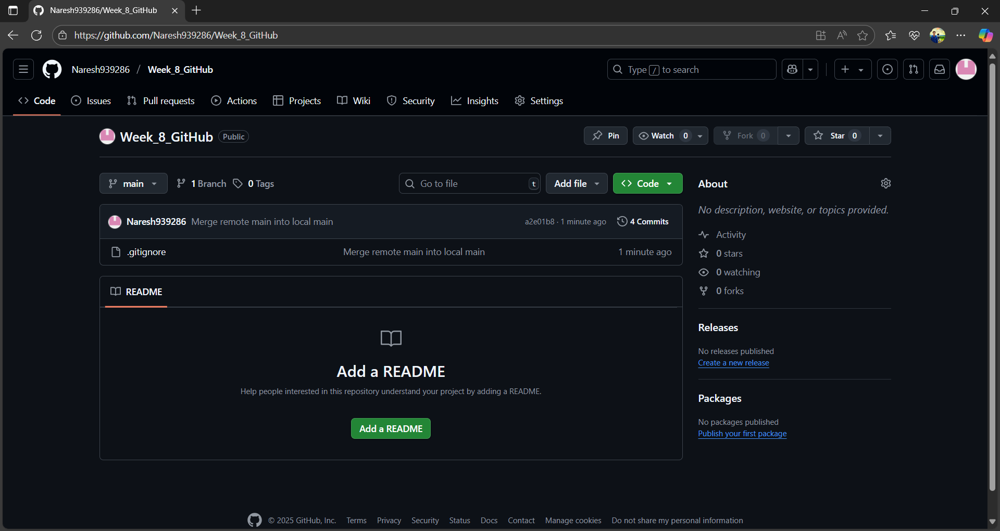 Naresh939286/Week_8_GitHub
https://github.com/Naresh939286/Week_8_GitHub
Naresh939286 / Week_8_GitHub
Type / to search
Code Issues Pull requests Actions Projects Wiki Security Insights Settings
Week_8_GitHub Public
Pin Watch 0 Fork 0 Star 0
main 1 Branch 0 Tags
Go to file t Add file Code
Naresh939286 Merge remote main into local main a2e01b8 · 1 minute ago 4 Commits
.gitignore Merge remote main into local main 1 minute ago
README
Add a README
Help people interested in this repository understand your project by adding a README.
Add a README
About
No description, website, or topics provided.
Activity
0 stars
0 watching
0 forks
Releases
No releases published
Create a new release
Packages
No packages published
Publish your first package
© 2025 GitHub, Inc. Terms Privacy Security Status Docs Contact Manage cookies Do not share my personal information